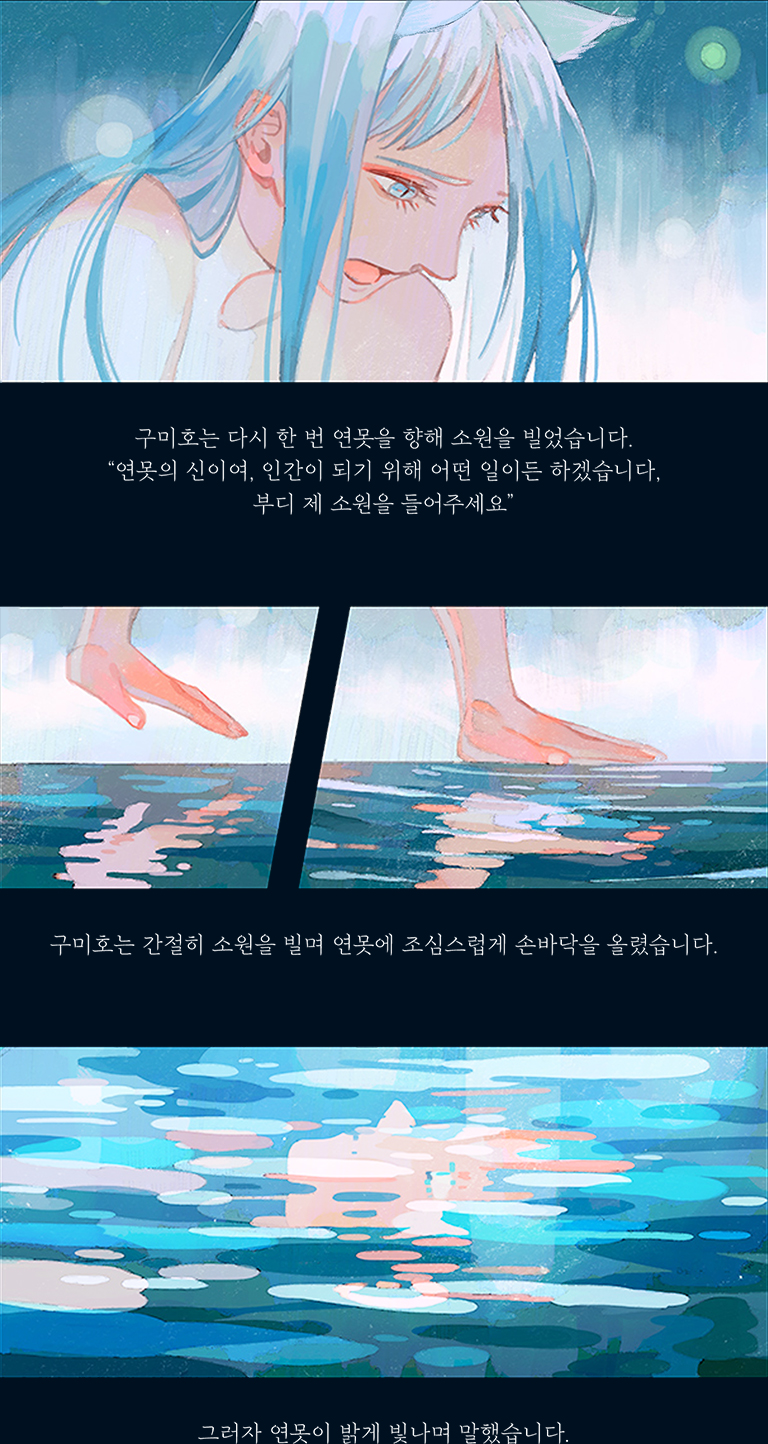 구미호는 다시 한 번 연못을 향해 소원을 빌었습니다.
“연못의 신이여, 인간이 되기 위해 어떤 일이든 하겠습니다,
부디 제 소원을 들어주세요”
구미호는 간절히 소원을 빌며 연못에 조심스럽게 손바닥을 올렸습니다.
그러자 연못이 밝게 빛나며 말했습니다.